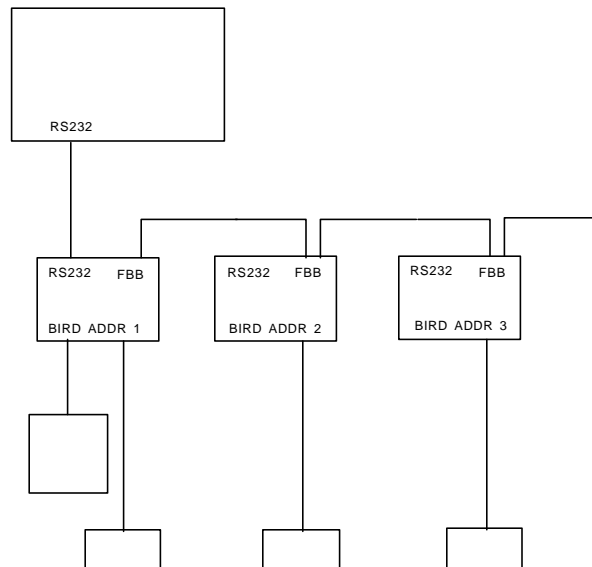 RS232
RS232 FBB
BIRD ADDR 1
RS232 FBB
BIRD ADDR 2
RS232 FBB
BIRD ADDR 3